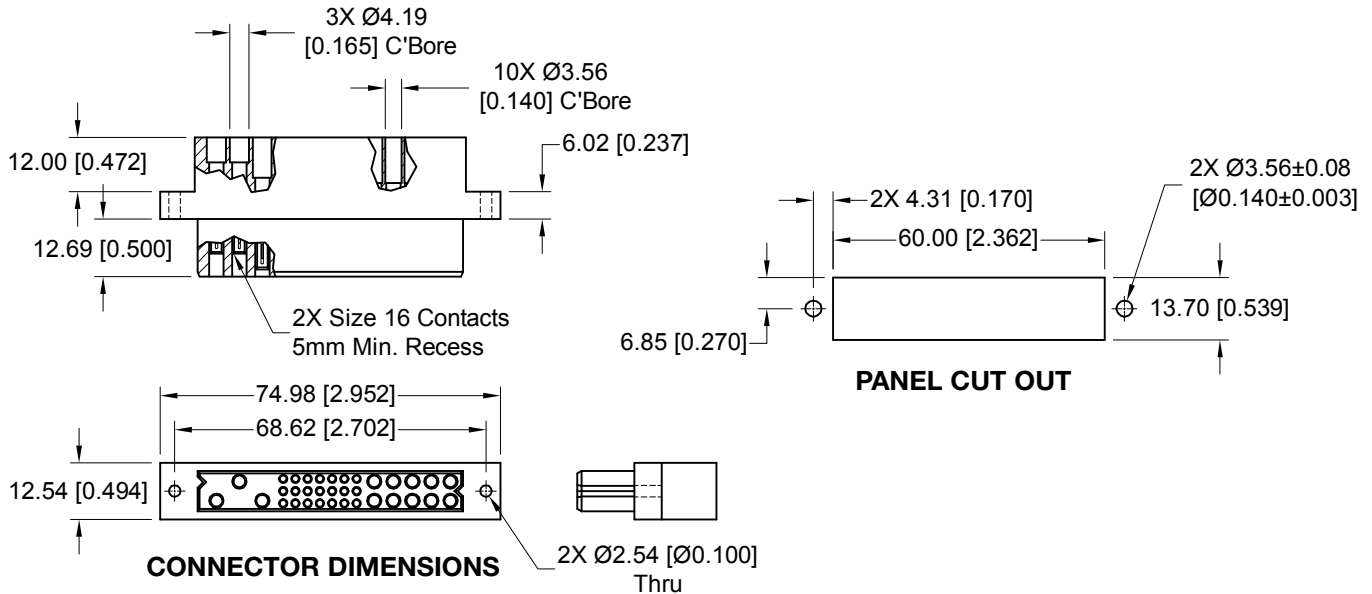 3X Ø4.19
[0.165] C'Bore
10X Ø3.56
[0.140] C'Bore
12.00 [0.472]
6.02 [0.237]
12.69 [0.500]
2X Size 16 Contacts
5mm Min. Recess
2X Ø3.56±0.08
[Ø0.140±0.003]
2X 4.31 [0.170]
60.00 [2.362]
13.70 [0.539]
6.85 [0.270]
PANEL CUT OUT
74.98 [2.952]
68.62 [2.702]
12.54 [0.494]
2X Ø2.54 [Ø0.100]
Thru
CONNECTOR DIMENSIONS